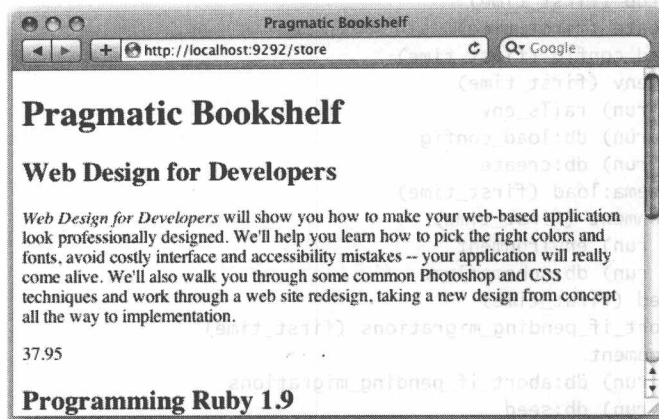 Pragmatic Bookshelf
http://localhost:9292/store
Google
Pragmatic Bookshelf
Web Design for Developers
Web Design for Developers will show you how to make your web-based application
look professionally designed. We'll help you learn how to pick the right colors and
fonts, avoid costly interface and accessibility mistakes -- your application will really
come alive. We'll also walk you through some common Photoshop and CSS
techniques and work through a web site redesign, taking a new design from concept
all the way to implementation.
37.95
Programming Ruby 1.9